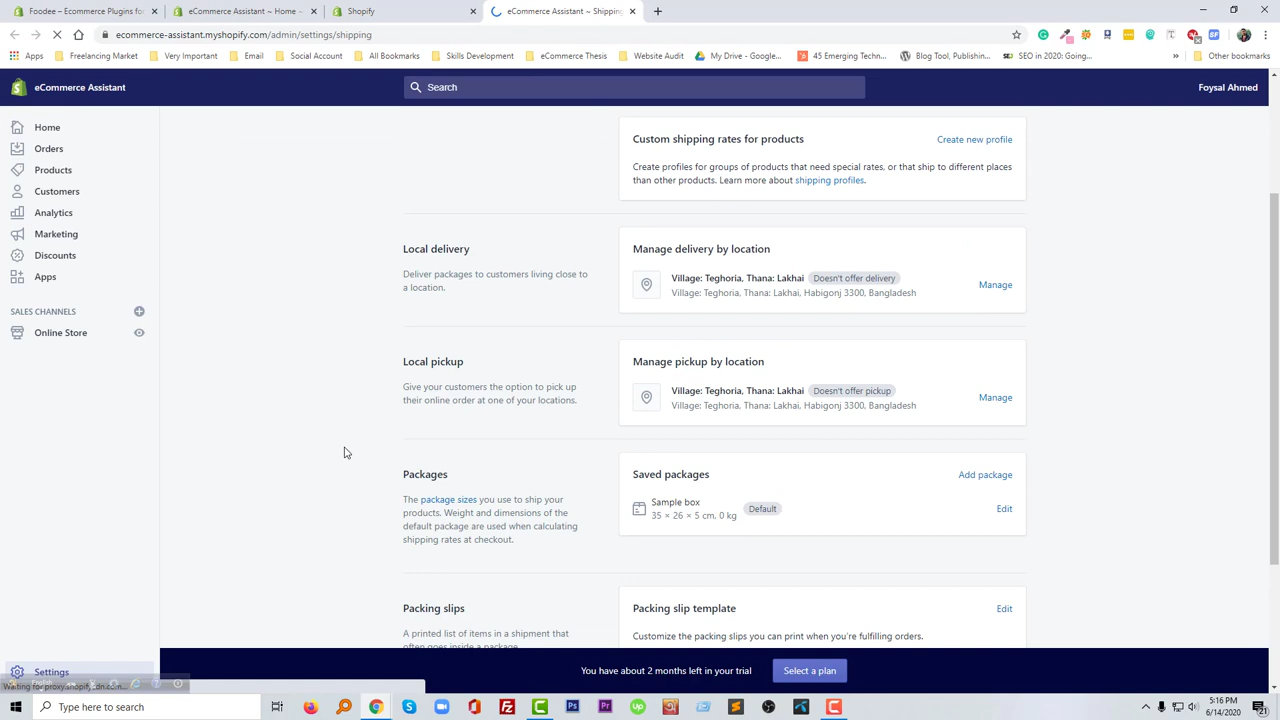 Foodee – Ecommerce Plugins for
eCommerce Assistant ~ Home ~
Shopify
eCommerce Assistant ~ Shipping
ecommerce-assistant.myshopify.com/admin/settings/shipping
Apps
Freelancing Market
Very Important
Email
Social Account
All Bookmarks
Skills Development
eCommerce Thesis
Website Audit
My Drive - Google...
45 Emerging Techn...
Blog Tool, Publishin...
SEO in 2020: Going...
»
Other bookmarks
eCommerce Assistant
Search
Foysal Ahmed
Home
Orders
Products
Customers
Analytics
Marketing
Discounts
Apps
SALES CHANNELS
Online Store
Settings
Custom shipping rates for products
Create new profile
Create profiles for groups of products that need special rates, or that ship to different places
than other products. Learn more about shipping profiles.
Local delivery
Deliver packages to customers living close to
a location.
Manage delivery by location
Village: Teghoria, Thana: Lakhai Doesn't offer delivery
Village: Teghoria, Thana: Lakhai, Habigonj 3300, Bangladesh
Manage
Local pickup
Give your customers the option to pick up
their online order at one of your locations.
Manage pickup by location
Village: Teghoria, Thana: Lakhai Doesn't offer pickup
Village: Teghoria, Thana: Lakhai, Habigonj 3300, Bangladesh
Manage
Packages
The package sizes you use to ship your
products. Weight and dimensions of the
default package are used when calculating
shipping rates at checkout.
Saved packages
Add package
Sample box
35 × 26 × 5 cm, 0 kg
Default
Edit
Packing slips
A printed list of items in a shipment that
often goes inside a package.
Packing slip template
Edit
Customize the packing slips you can print when you're fulfilling orders.
You have about 2 months left in your trial
Select a plan
Waiting for proxy.shopifycdn.com...
Type here to search
5:16 PM
6/14/2020